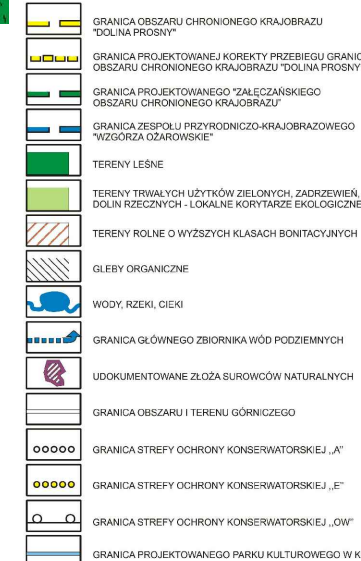 GRANICA OBSZARU CHRONIONEGO KRAJOBRAZU
"DOLINA PROSNY"
GRANICA PROJEKTOWANEJ KOREKTY PRZEBIEGU GRANIC
OBSZARU CHRONIONEGO KRAJOBRAZU "DOLINA PROSNY
GRANICA PROJEKTOWANEGO "ZAŁĘCZAŃSKIEGO
OBSZARU CHRONIONEGO KRAJOBRAZU"
GRANICA ZESPOŁU PRZYRODNICZO-KRAJOBRAZOWEGO
"WZGÓRZA OŻAROWSKIE"
TERENY LEŚNE
TERENY TRWAŁYCH UŻYTKÓW ZIELONYCH, ZADRZEWIEŃ,
DOLIN RZECZNYCH - LOKALNE KORYTARZE EKOLOGICZNE
TERENY ROLNE O WYŻSZYCH KLASACH BONITACYJNYCH
GLEBY ORGANICZNE
WODY, RZEKI, CIEKI
GRANICA GŁÓWNEGO ZBIORNIKA WÓD PODZIEMNYCH
UDOKUMENTOWANE ZŁOŻA SUROWCÓW NATURALNYCH
GRANICA OBSZARU I TERENU GÓRNICZEGO
GRANICA STREFY OCHRONY KONSERWATORSKIEJ ,,A"
GRANICA STREFY OCHRONY KONSERWATORSKIEJ ,,E"
GRANICA STREFY OCHRONY KONSERWATORSKIEJ ,,OW"
GRANICA PROJEKTOWANEGO PARKU KULTUROWEGO W K